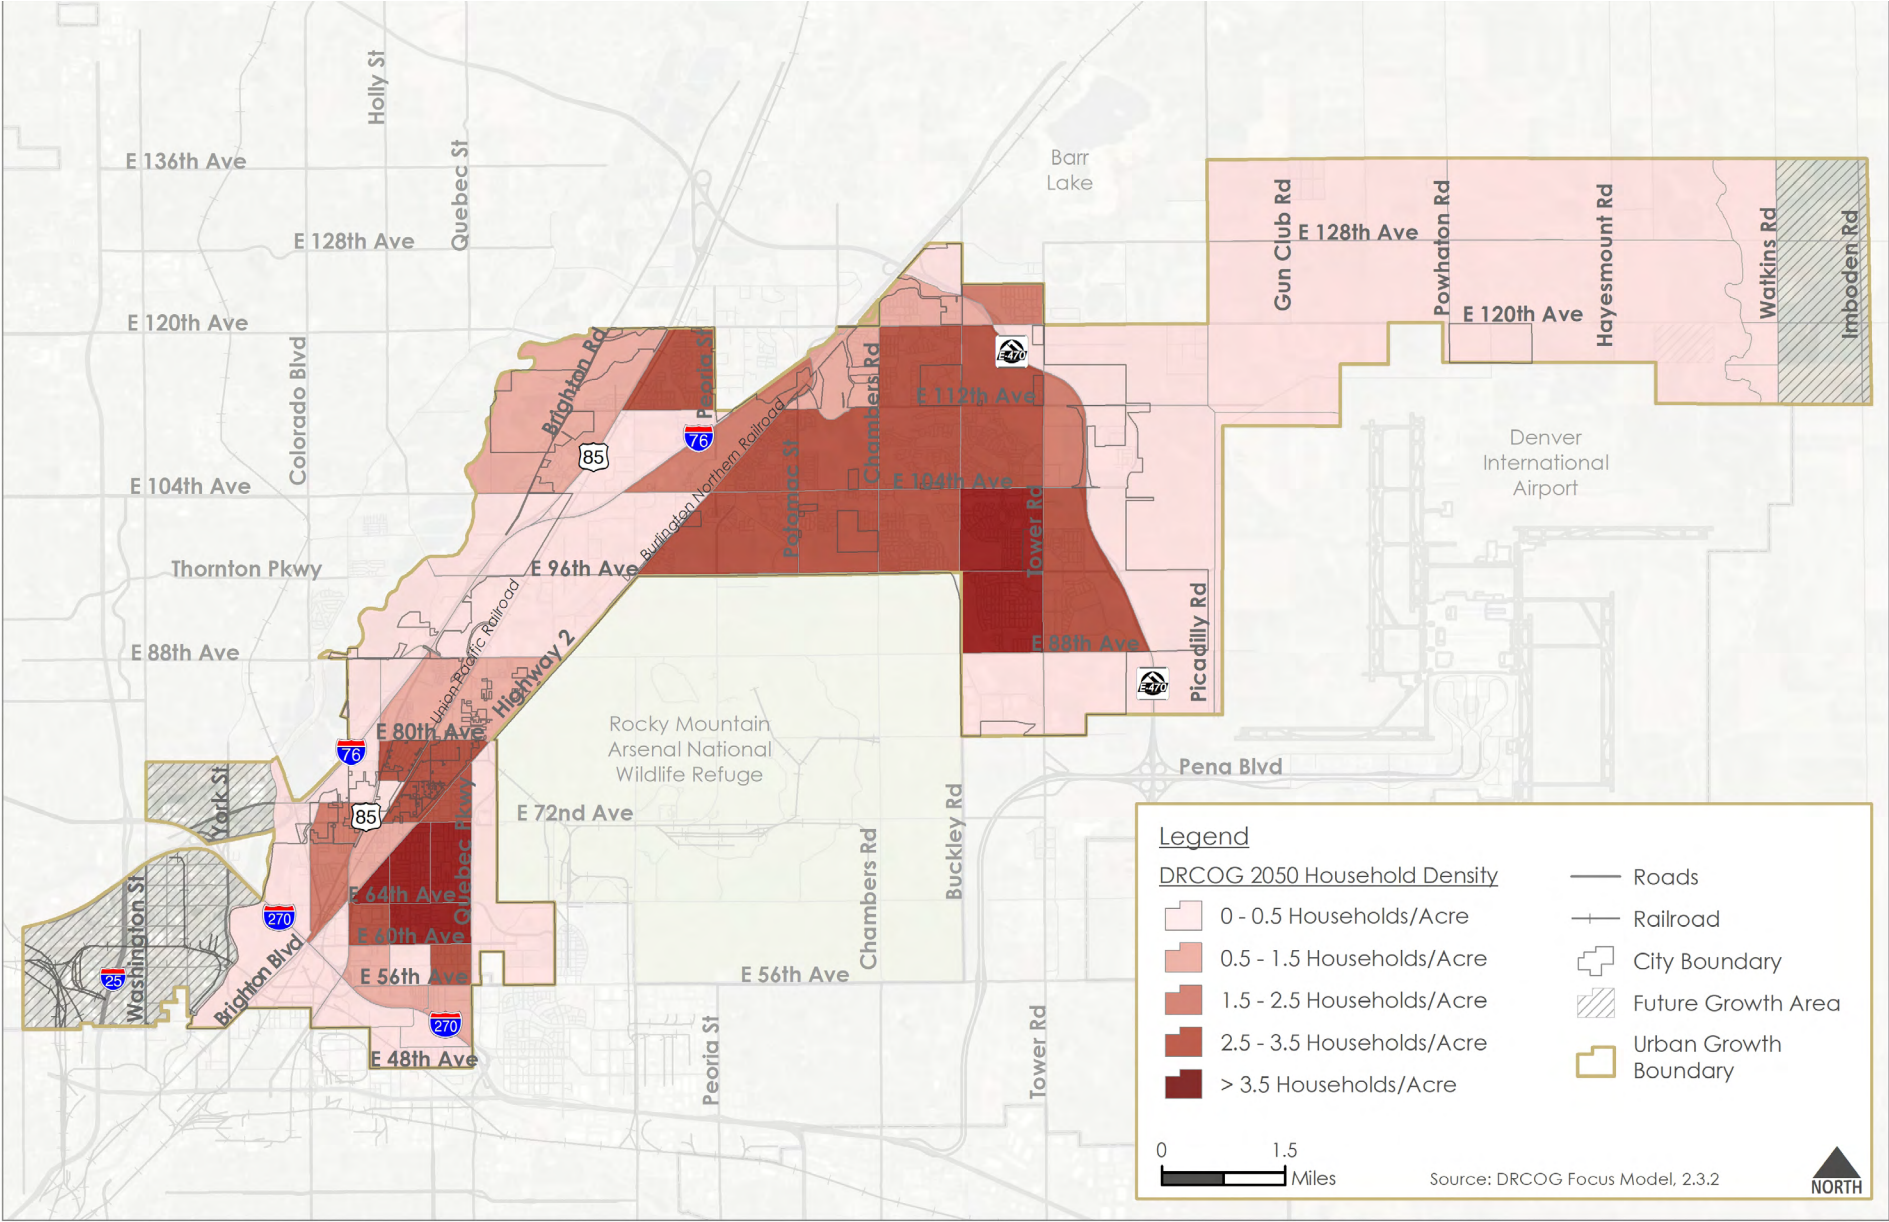 Holly St
Quebec St
E 136th Ave
E 128th Ave
E 120th Ave
Colorado Blvd
E 104th Ave
Thornton Pkwy
E 88th Ave
Barr
Lake
Gun Club Rd
E 128th Ave
Powhaton Rd
Hayesmount Rd
Watkins Rd
Imboden Rd
E 120th Ave
Brighton Rd
Peoria St
E-470
Chambers Rd
E 112th Ave
76
85
Burlington Northern Railroad
Potomac St
E 104th Ave
Tower Rd
Denver
International
Airport
E 96th Ave
Union Pacific Railroad
Highway 2
E 88th Ave
Picadilly Rd
E-470
Rocky Mountain
Arsenal National
Wildlife Refuge
E 80th Ave
76
Pena Blvd
York St
85
Quebec Pkwy
E 72nd Ave
Buckley Rd
Chambers Rd
E 64th Ave
270
E 60th Ave
Washington St
25
Brighton Blvd
E 56th Ave
E 56th Ave
270
E 48th Ave
Peoria St
Tower Rd
Legend
DRCOG 2050 Household Density
0 - 0.5 Households/Acre
0.5 - 1.5 Households/Acre
1.5 - 2.5 Households/Acre
2.5 - 3.5 Households/Acre
> 3.5 Households/Acre
Roads
Railroad
City Boundary
Future Growth Area
Urban Growth
Boundary
0 1.5
Miles
Source: DRCOG Focus Model, 2.3.2
NORTH